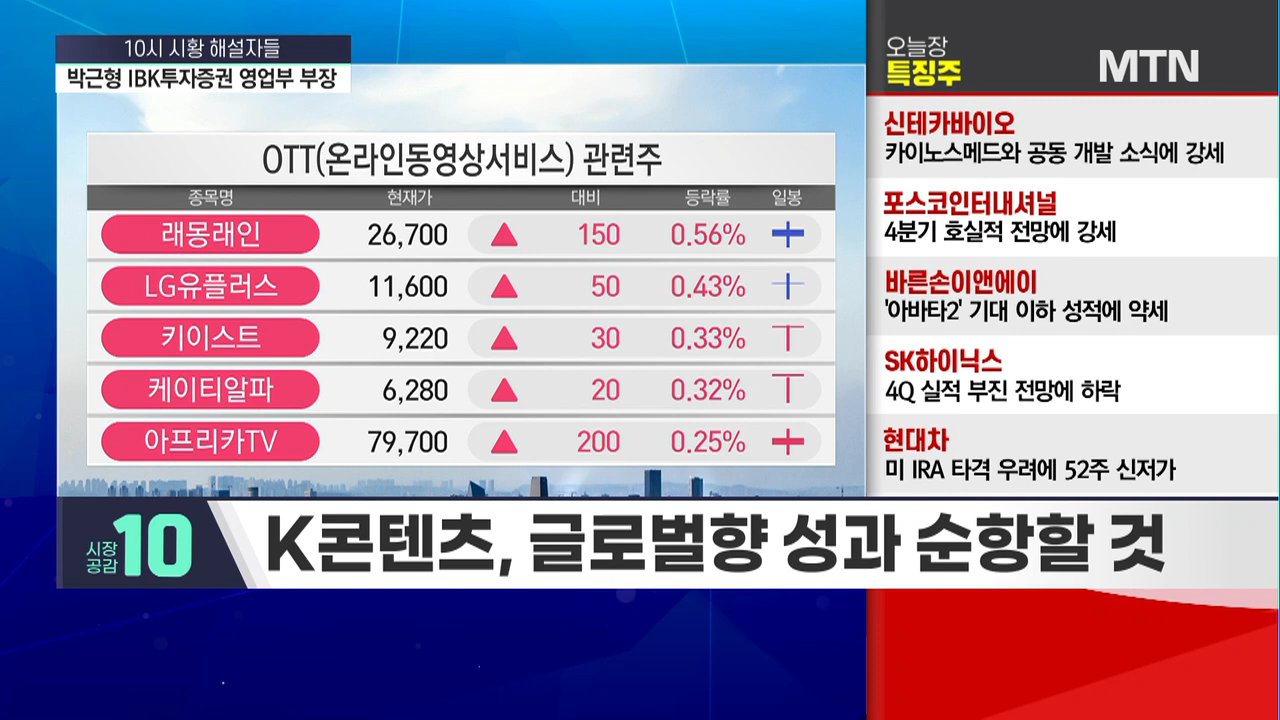 10시 시황 해설자들
박근형 IBK투자증권 영업부 부장
OTT(온라인동영상서비스) 관련주
종목명 현재가 대비 등락률 일봉
래몽래인 26,700 ▲ 150 0.56%
LG유플러스 11,600 ▲ 50 0.43%
키이스트 9,220 ▲ 30 0.33%
케이티알파 6,280 ▲ 20 0.32%
아프리카TV 79,700 ▲ 200 0.25%
오늘장
특징주
MTN
신테카바이오
카이노스메드와 공동 개발 소식에 강세
포스코인터내셔널
4분기 호실적 전망에 강세
바른손이앤에이
'아바타2' 기대 이하 성적에 약세
SK하이닉스
4Q 실적 부진 전망에 하락
현대차
미 IRA 타격 우려에 52주 신저가
시장
공감
10
K콘텐츠, 글로벌향 성과 순항할 것